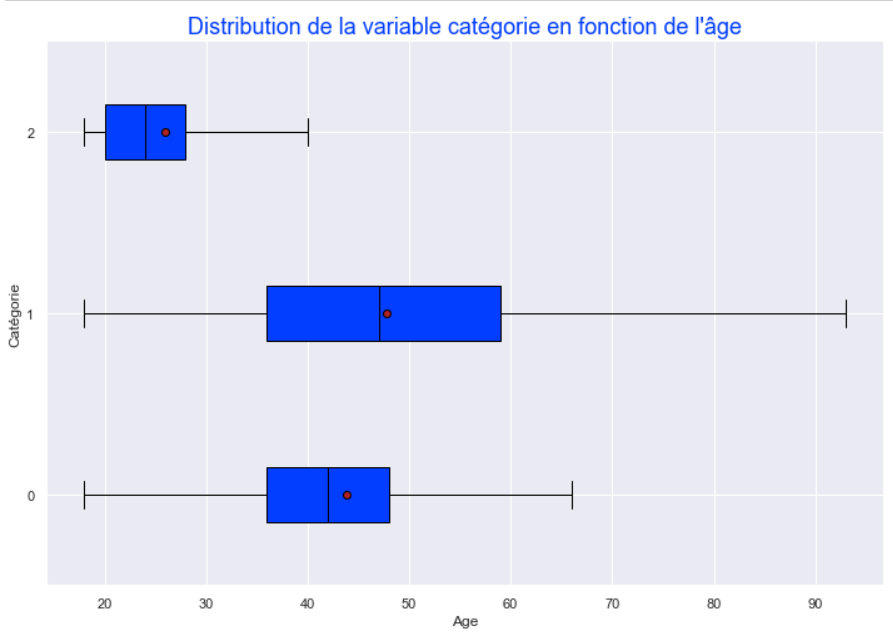 Distribution de la variable catégorie en fonction de l'âge
2
1
0
Catégorie
20 30 40 50 60 70 80 90
Age